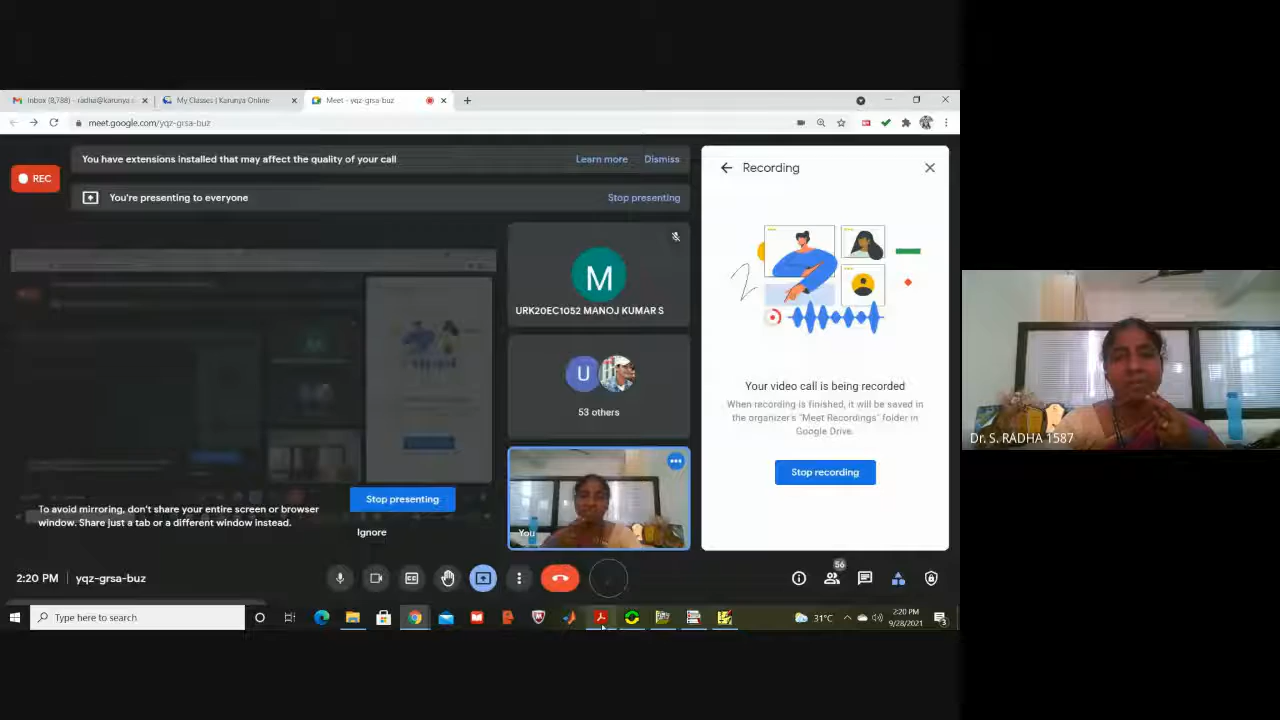 Inbox (8,788) - radha@karunya
My Classes | Karunya Online
Meet - yqz-grsa-buz
meet.google.com/yqz-grsa-buz
You have extensions installed that may affect the quality of your call
Learn more
Dismiss
REC
You're presenting to everyone
Stop presenting
Recording
M
URK20EC1052 MANOJ KUMAR S
U
53 others
Your video call is being recorded
When recording is finished, it will be saved in
the organizer's "Meet Recordings" folder in
Google Drive.
Stop recording
To avoid mirroring, don't share your entire screen or browser
window. Share just a tab or a different window instead.
Stop presenting
Ignore
You
Dr. S. RADHA 1587
2:20 PM | yqz-grsa-buz
56
Type here to search
31°C
2:20 PM
9/28/2021
3